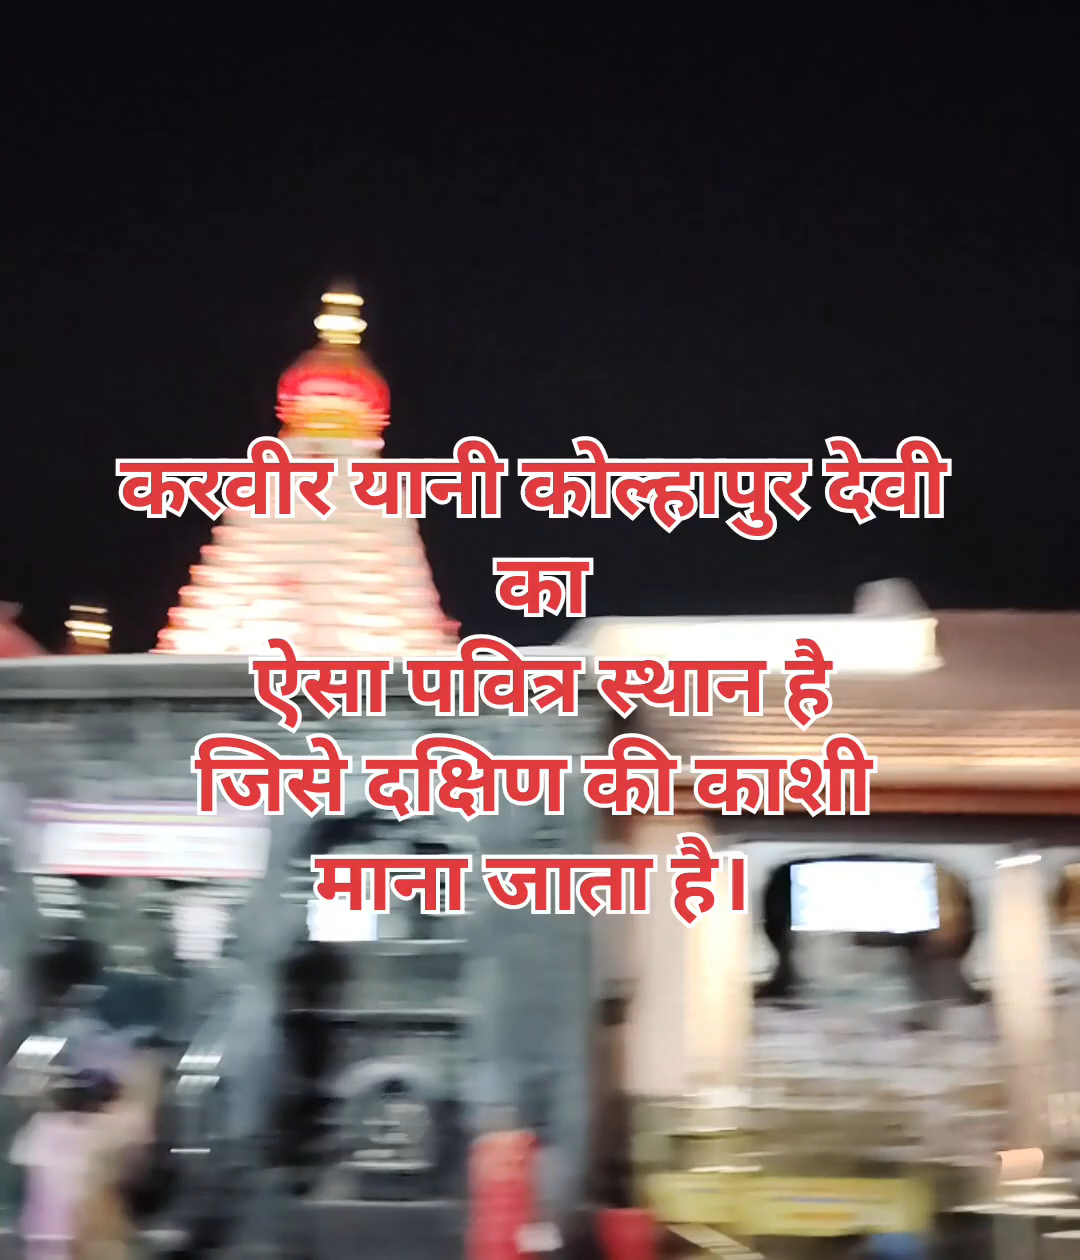 करवीर यानी कोल्हापुर देवी
का
ऐसा पवित्र स्थान है
जिसे दक्षिण की काशी
माना जाता है।